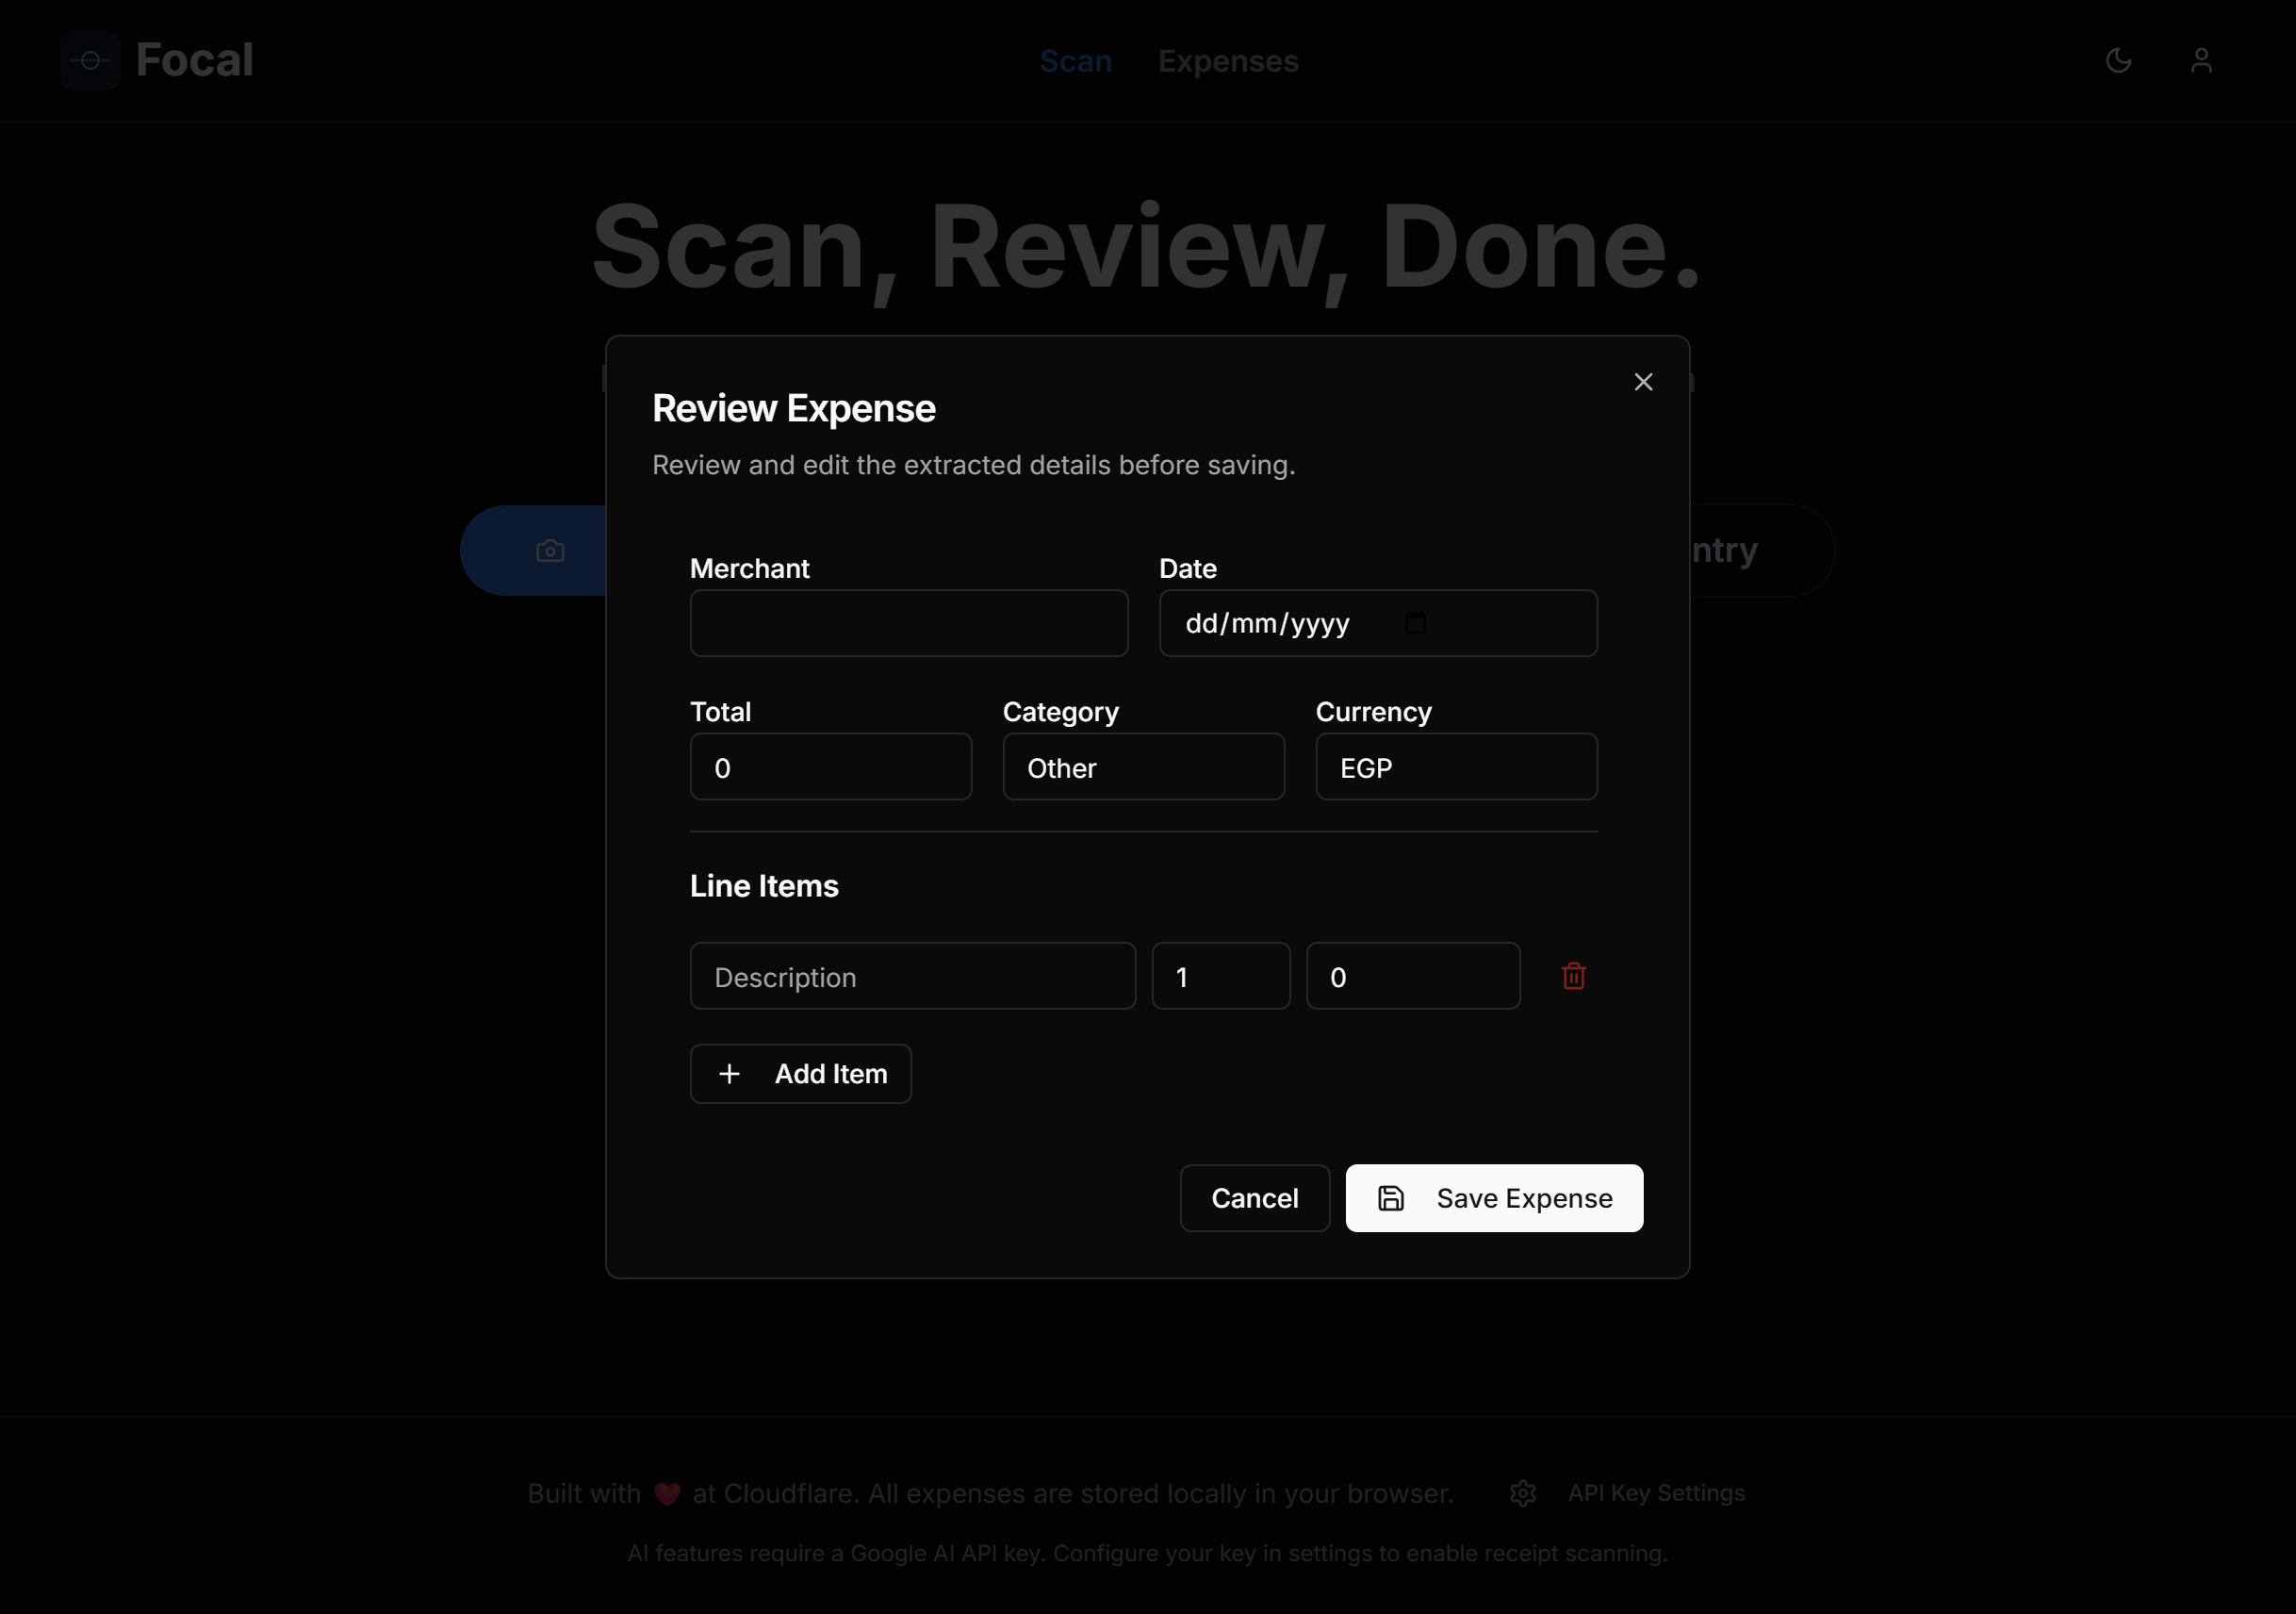 Focal
Scan
Expenses
Scan, Review, Done.
Review Expense
Review and edit the extracted details before saving.
ntry
Merchant
Date
dd/mm/yyyy
Total
Category
Currency
0
Other
EGP
Line Items
Description
1
0
Add Item
Cancel
Save Expense
Built with ❤️ at Cloudflare. All expenses are stored locally in your browser.
API Key Settings
AI features require a Google AI API key. Configure your key in settings to enable receipt scanning.